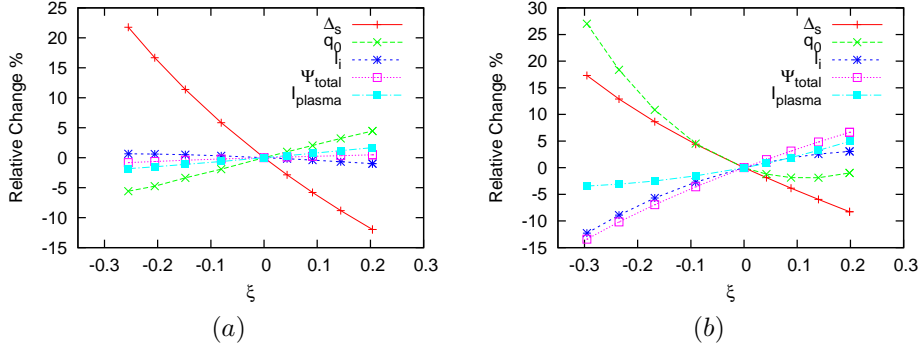 25
20
15
10
5
0
-5
-10
-15
-0.3 -0.2 -0.1 0 0.1 0.2 0.3
Relative Change %
ξ
Δs
q0
li
Ψtotal
Iplasma
(a)
30
25
20
15
10
5
0
-5
-10
-15
-0.3 -0.2 -0.1 0 0.1 0.2 0.3
Relative Change %
ξ
Δs
q0
li
Ψtotal
Iplasma
(b)